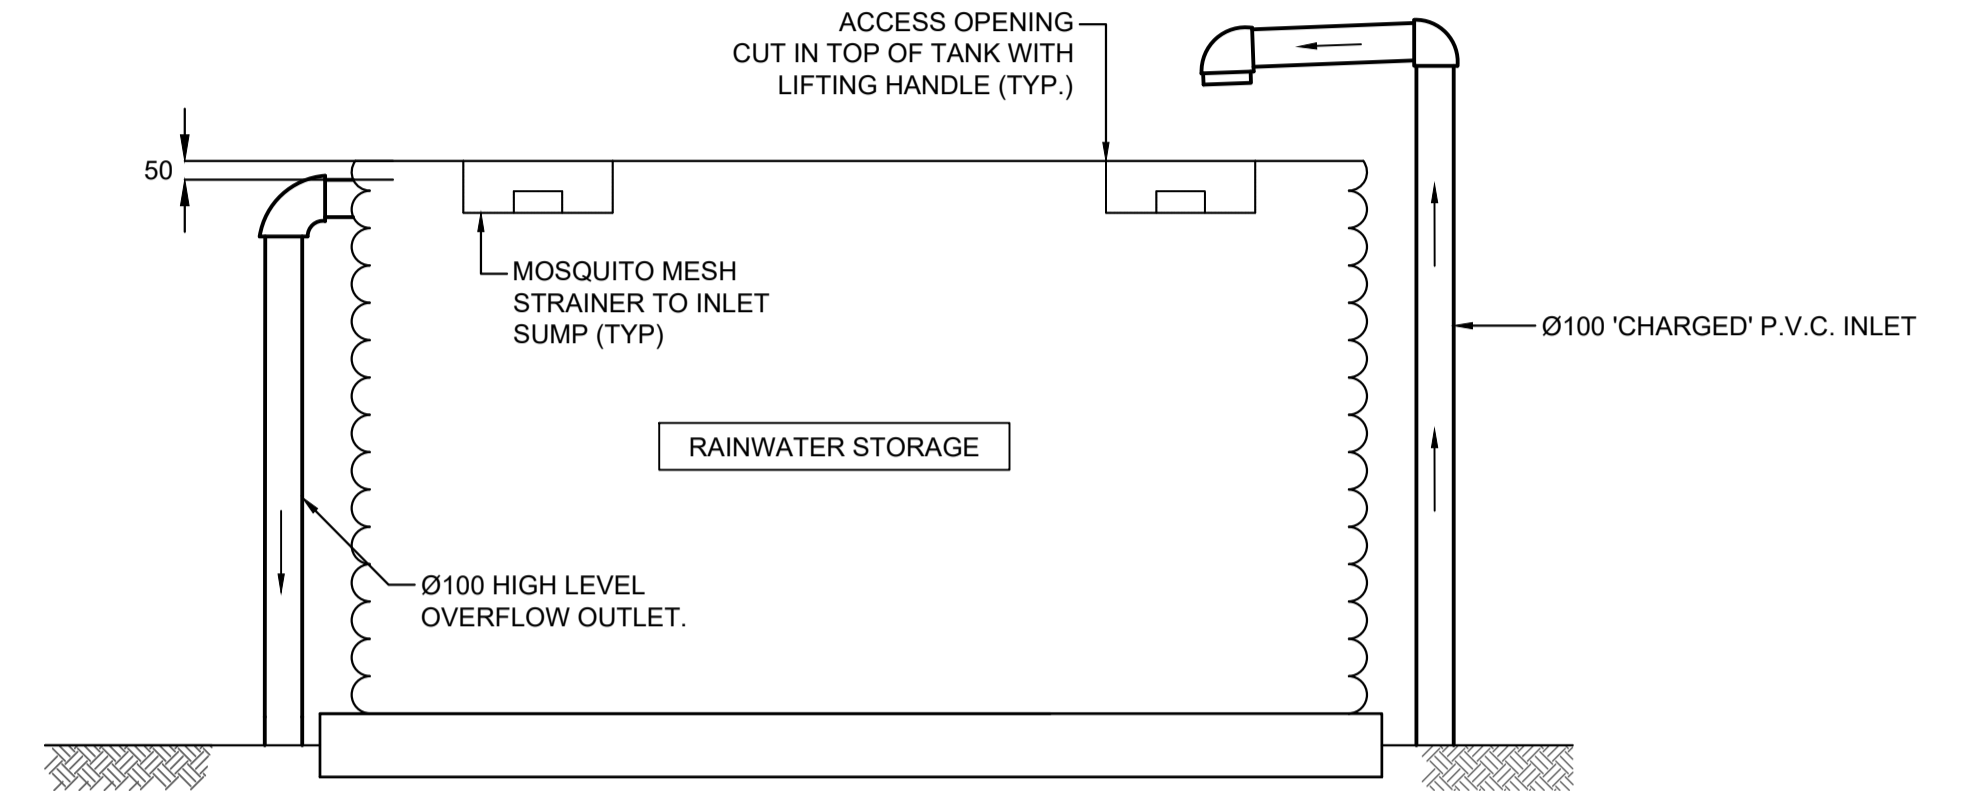 ACCESS OPENING
CUT IN TOP OF TANK WITH
LIFTING HANDLE (TYP.)
50
MOSQUITO MESH
STRAINER TO INLET
SUMP (TYP)
Ø100 'CHARGED' P.V.C. INLET
RAINWATER STORAGE
Ø100 HIGH LEVEL
OVERFLOW OUTLET.